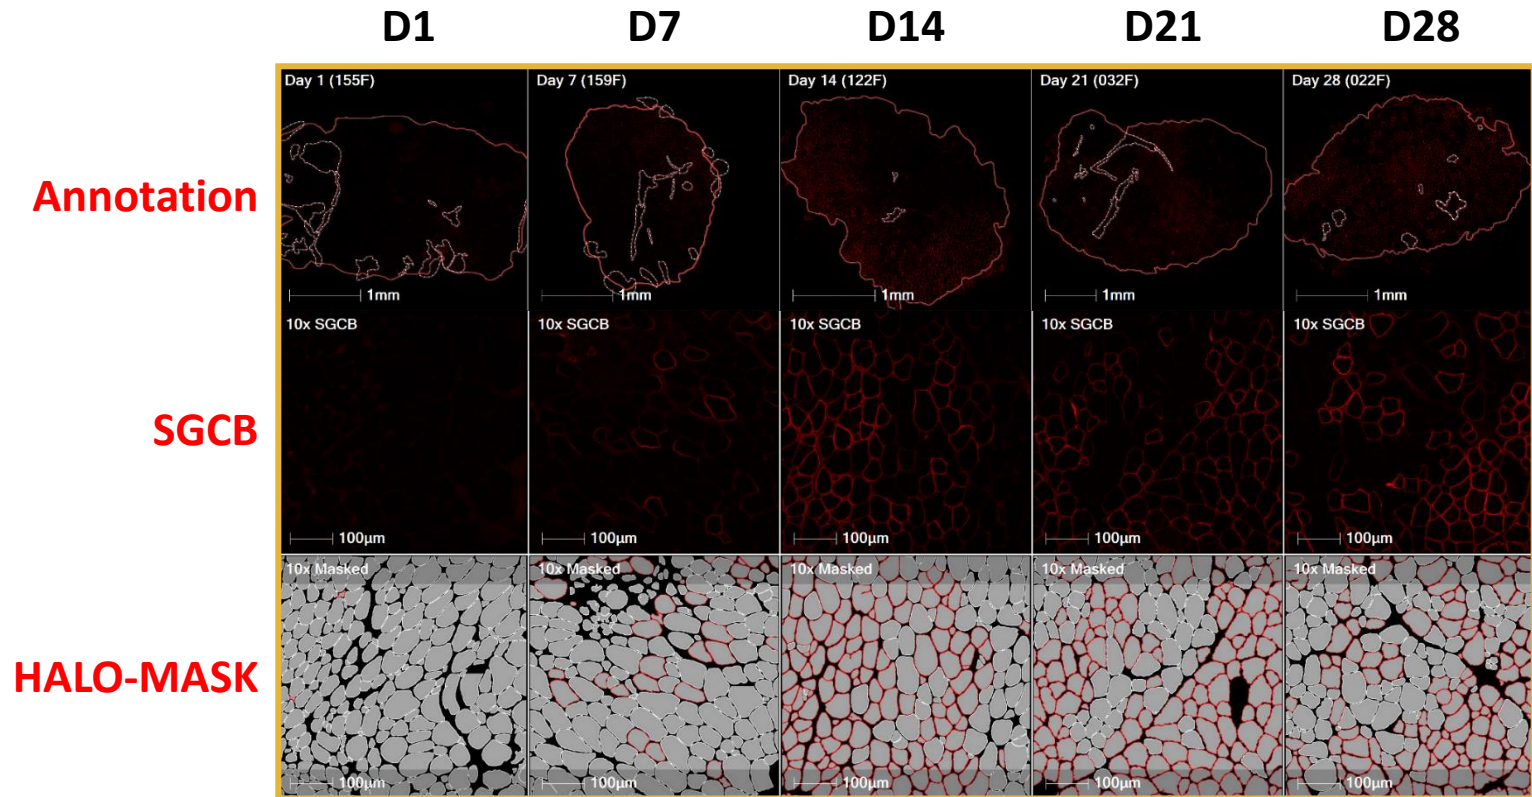 D1 D7 D14 D21 D28
Annotation
Day 1 (155F) Day 7 (159F) Day 14 (122F) Day 21 (032F) Day 28 (022F)
1mm 1mm 1mm 1mm 1mm
SGCB
10x SGCB 10x SGCB 10x SGCB 10x SGCB 10x SGCB
100µm 100µm 100µm 100µm 100µm
HALO-MASK
10x Masked 10x Masked 10x Masked 10x Masked 10x Masked
100µm 100µm 100µm 100µm 100µm